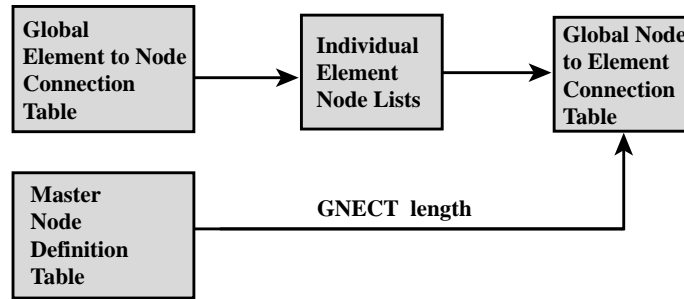 Global
Element to Node
Connection
Table
Individual
Element
Node Lists
Global Node
to Element
Connection
Table
Master
Node
Definition
Table
GNECT length